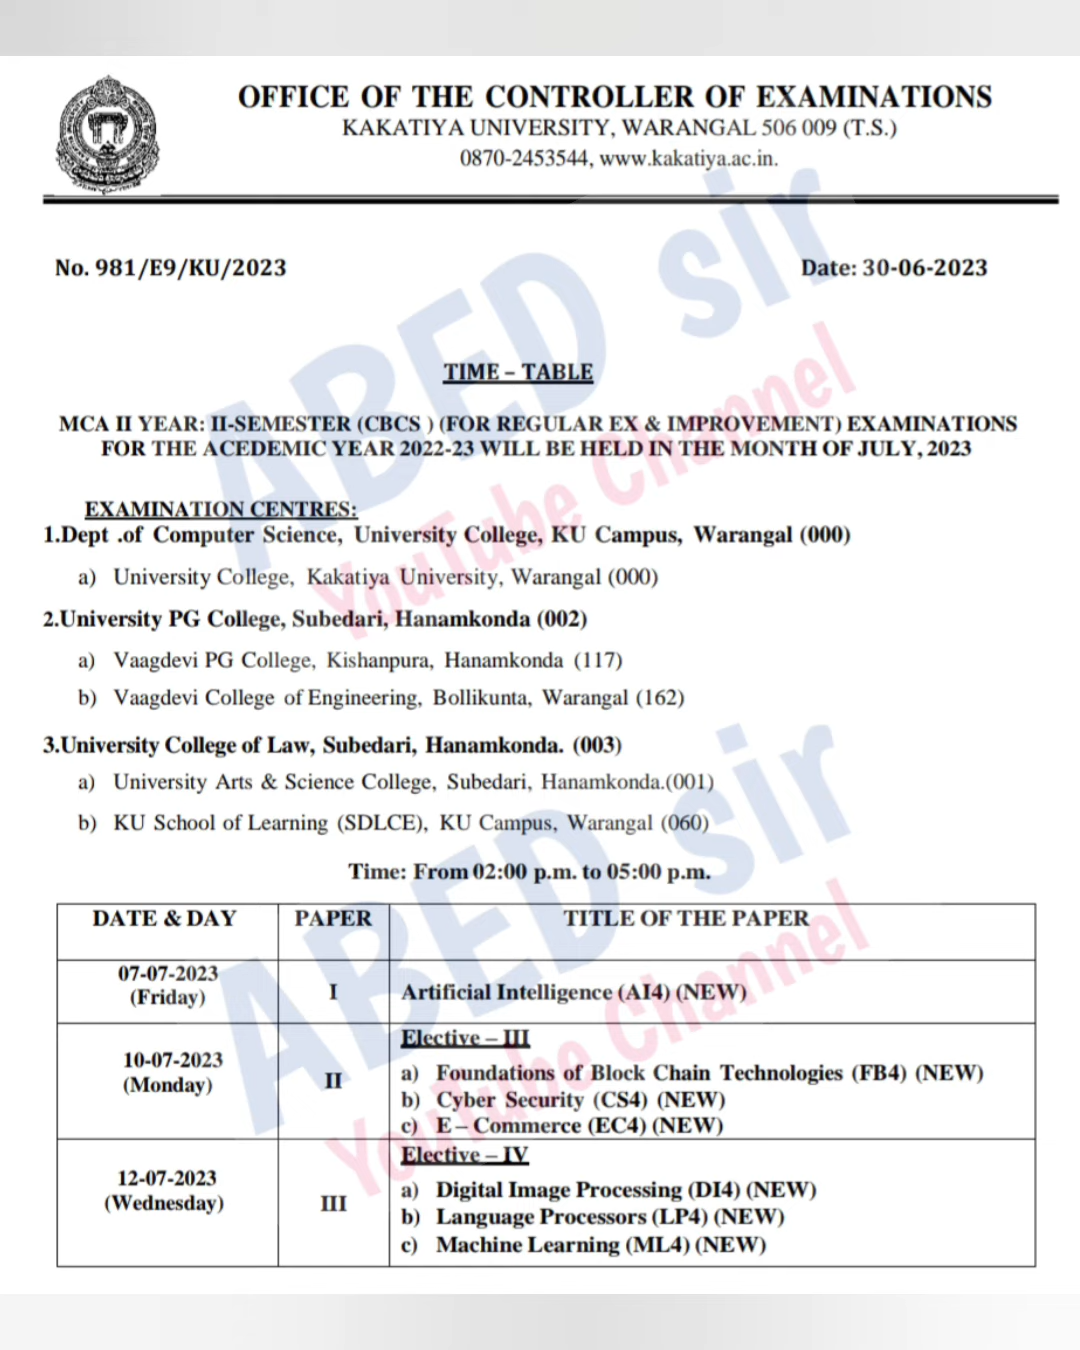 OFFICE OF THE CONTROLLER OF EXAMINATIONS
KAKATIYA UNIVERSITY, WARANGAL 506 009 (T.S.)
0870-2453544, www.kakatiya.ac.in.
No. 981/E9/KU/2023 Date: 30-06-2023
TIME – TABLE
MCA II YEAR: II-SEMESTER (CBCS ) (FOR REGULAR EX & IMPROVEMENT) EXAMINATIONS
FOR THE ACEDEMIC YEAR 2022-23 WILL BE HELD IN THE MONTH OF JULY, 2023
EXAMINATION CENTRES:
1.Dept .of Computer Science, University College, KU Campus, Warangal (000)
a) University College, Kakatiya University, Warangal (000)
2.University PG College, Subedari, Hanamkonda (002)
a) Vaagdevi PG College, Kishanpura, Hanamkonda (117)
b) Vaagdevi College of Engineering, Bollikunta, Warangal (162)
3.University College of Law, Subedari, Hanamkonda. (003)
a) University Arts & Science College, Subedari, Hanamkonda.(001)
b) KU School of Learning (SDLCE), KU Campus, Warangal (060)
Time: From 02:00 p.m. to 05:00 p.m.
DATE & DAY PAPER TITLE OF THE PAPER
07-07-2023
(Friday)
I
Artificial Intelligence (AI4) (NEW)
10-07-2023
(Monday)
II
Elective – III
a) Foundations of Block Chain Technologies (FB4) (NEW)
b) Cyber Security (CS4) (NEW)
c) E – Commerce (EC4) (NEW)
12-07-2023
(Wednesday)
III
Elective – IV
a) Digital Image Processing (DI4) (NEW)
b) Language Processors (LP4) (NEW)
c) Machine Learning (ML4) (NEW)
ABED sir
YouTube Channel
ABED sir
YouTube Channel